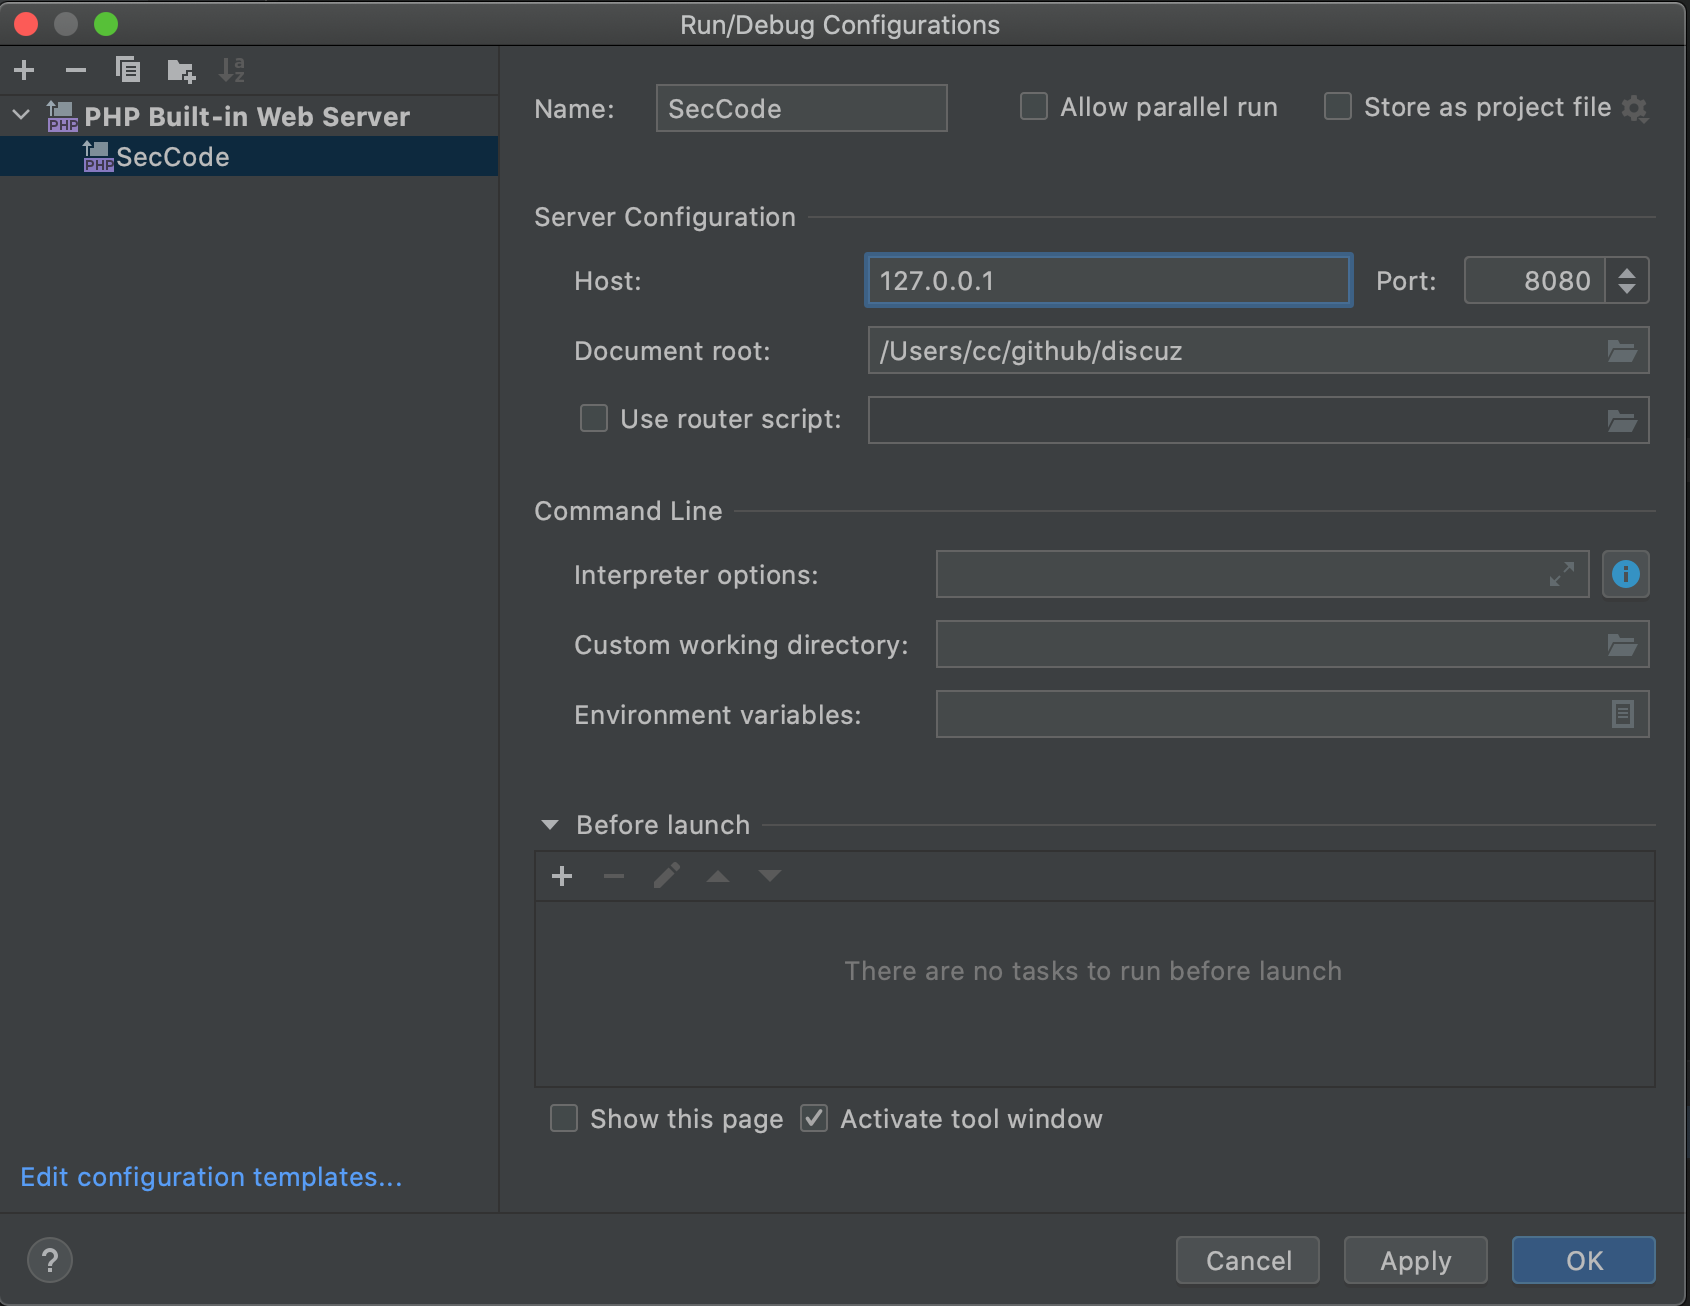 Run/Debug Configurations
PHP Built-in Web Server
SecCode
Name: SecCode Allow parallel run Store as project file
Server Configuration
Host: 127.0.0.1 Port: 8080
Document root: /Users/cc/github/discuz
Use router script:
Command Line
Interpreter options:
Custom working directory:
Environment variables:
Before launch
There are no tasks to run before launch
Show this page Activate tool window
Edit configuration templates...
? Cancel Apply OK